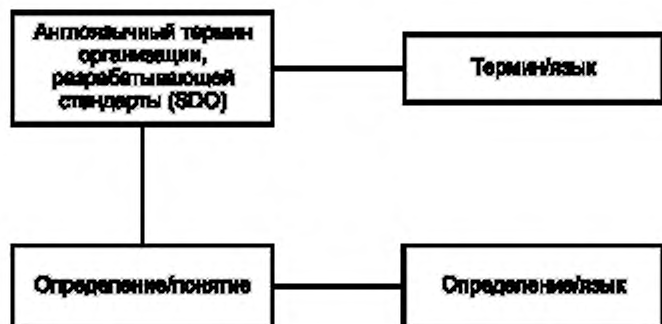 Англоязычный термин
организации,
разрабатывающей
стандарты (SDO)
Термин/язык
Определение/понятие
Определение/язык